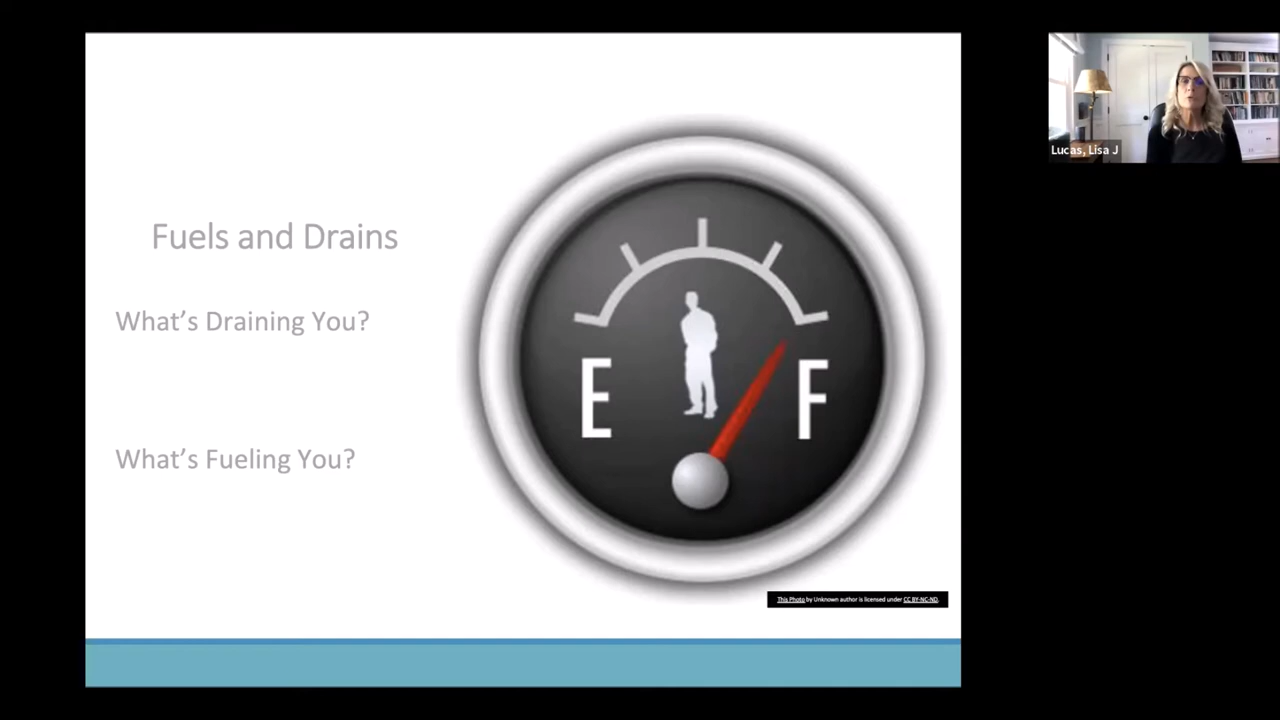 Fuels and Drains
What's Draining You?
What's Fueling You?
E F
This Photo by Unknown author is licensed under CC BY-NC-ND.
Lucas, Lisa J